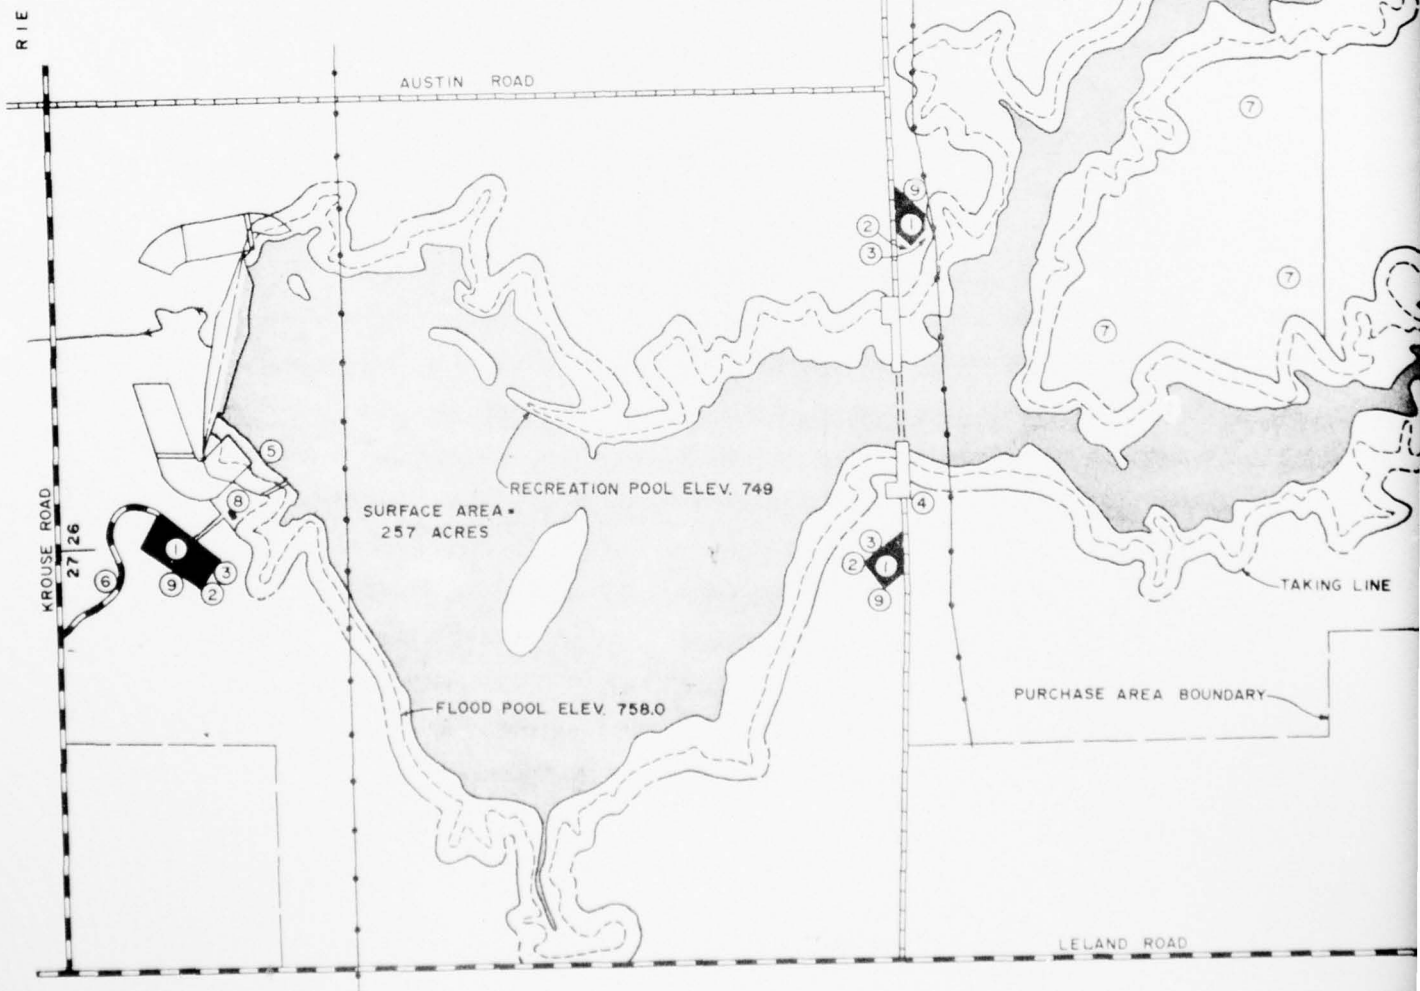 RIE
AUSTIN ROAD
7
9
1
2
3
7
7
5
RECREATION POOL ELEV. 749
SURFACE AREA =
257 ACRES
8
4
KROUSE ROAD
27 26
1
6
9
3
2
3
1
2
9
TAKING LINE
PURCHASE AREA BOUNDARY
FLOOD POOL ELEV. 758.0
LELAND ROAD